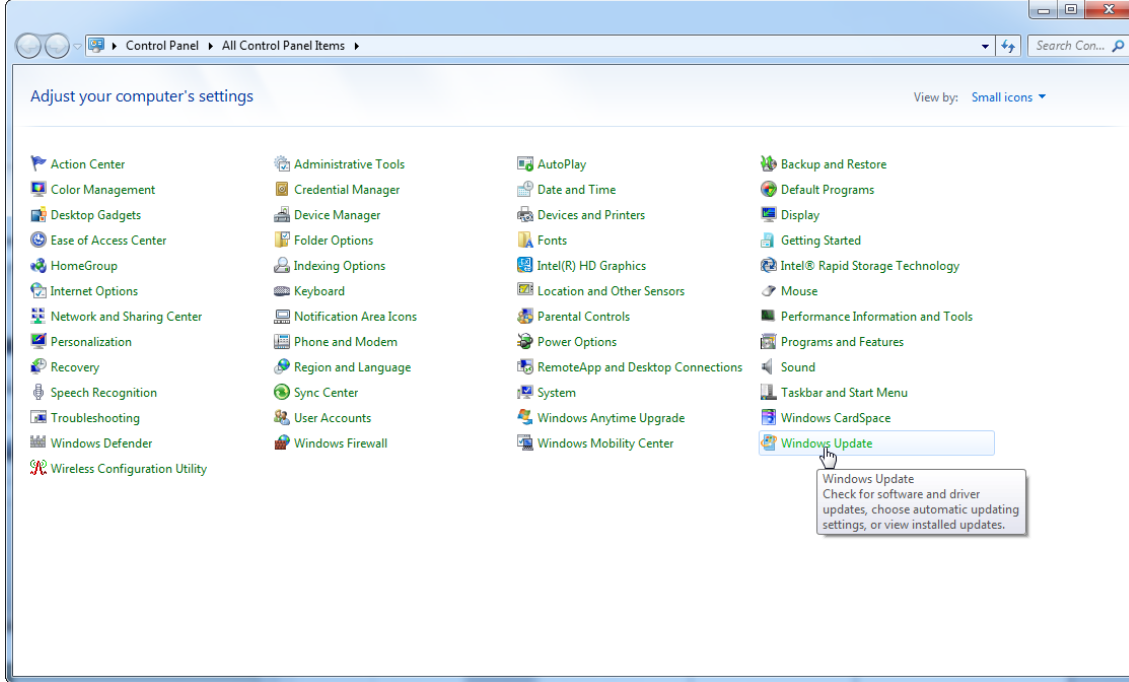 Control Panel All Control Panel Items
Search Con...
Adjust your computer's settings
View by: Small icons
Action Center Administrative Tools AutoPlay Backup and Restore
Color Management Credential Manager Date and Time Default Programs
Desktop Gadgets Device Manager Devices and Printers Display
Ease of Access Center Folder Options Fonts Getting Started
HomeGroup Indexing Options Intel(R) HD Graphics Intel® Rapid Storage Technology
Internet Options Keyboard Location and Other Sensors Mouse
Network and Sharing Center Notification Area Icons Parental Controls Performance Information and Tools
Personalization Phone and Modem Power Options Programs and Features
Recovery Region and Language RemoteApp and Desktop Connections Sound
Speech Recognition Sync Center System Taskbar and Start Menu
Troubleshooting User Accounts Windows Anytime Upgrade Windows CardSpace
Windows Defender Windows Firewall Windows Mobility Center Windows Update
Wireless Configuration Utility
Windows Update
Check for software and driver
updates, choose automatic updating
settings, or view installed updates.